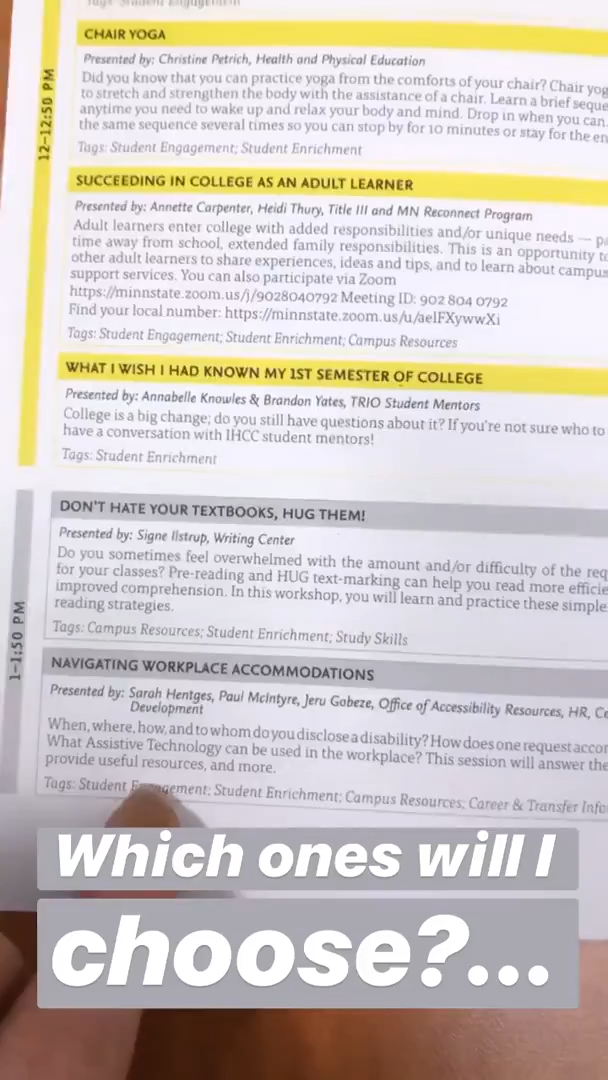 Tags: Student Engagement
CHAIR YOGA
Presented by: Christine Petrich, Health and Physical Education
Did you know that you can practice yoga from the comforts of your chair? Chair yog
to stretch and strengthen the body with the assistance of a chair. Learn a brief seque
anytime you need to wake up and relax your body and mind. Drop in when you can.
the same sequence several times so you can stop by for 10 minutes or stay for the en
Tags: Student Engagement; Student Enrichment
12–12:50 PM
SUCCEEDING IN COLLEGE AS AN ADULT LEARNER
Presented by: Annette Carpenter, Heidi Thury, Title III and MN Reconnect Program
Adult learners enter college with added responsibilities and/or unique needs — pa
time away from school, extended family responsibilities. This is an opportunity to
other adult learners to share experiences, ideas and tips, and to learn about campus
support services. You can also participate via Zoom
https://minnstate.zoom.us/j/9028040792 Meeting ID: 902 804 0792
Find your local number: https://minnstate.zoom.us/u/aelFXywwXi
Tags: Student Engagement; Student Enrichment; Campus Resources
WHAT I WISH I HAD KNOWN MY 1ST SEMESTER OF COLLEGE
Presented by: Annabelle Knowles & Brandon Yates, TRIO Student Mentors
College is a big change; do you still have questions about it? If you're not sure who to
have a conversation with IHCC student mentors!
Tags: Student Enrichment
DON'T HATE YOUR TEXTBOOKS, HUG THEM!
Presented by: Signe Ilstrup, Writing Center
Do you sometimes feel overwhelmed with the amount and/or difficulty of the req
for your classes? Pre-reading and HUG text-marking can help you read more efficie
improved comprehension. In this workshop, you will learn and practice these simple
reading strategies.
Tags: Campus Resources; Student Enrichment; Study Skills
1–1:50 PM
NAVIGATING WORKPLACE ACCOMMODATIONS
Presented by: Sarah Hentges, Paul McIntyre, Jeru Gobeze, Office of Accessibility Resources, HR, Ca
Development
When, where, how, and to whom do you disclose a disability? How does one request accor
What Assistive Technology can be used in the workplace? This session will answer the
provide useful resources, and more.
Tags: Student Engagement; Student Enrichment; Campus Resources; Career & Transfer Info
Which ones will I
choose?...